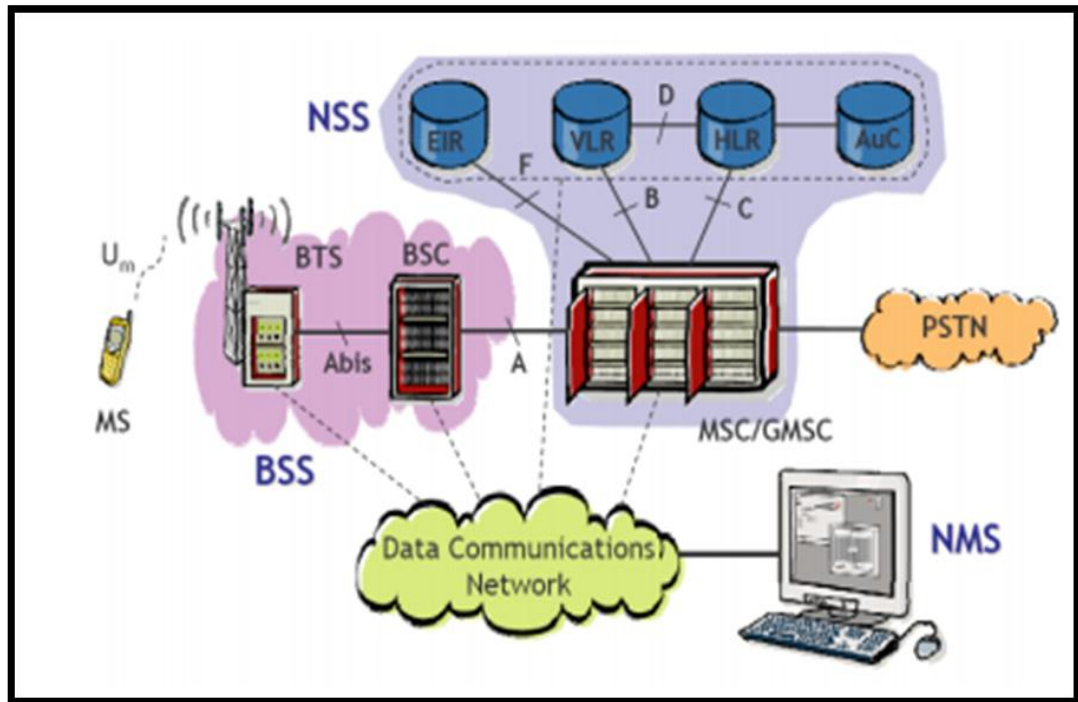 NSS
EIR
VLR
D
HLR
AuC
F
B
C
Um
BTS
BSC
Abis
A
PSTN
MS
MSC/GMSC
BSS
Data Communications
Network
NMS